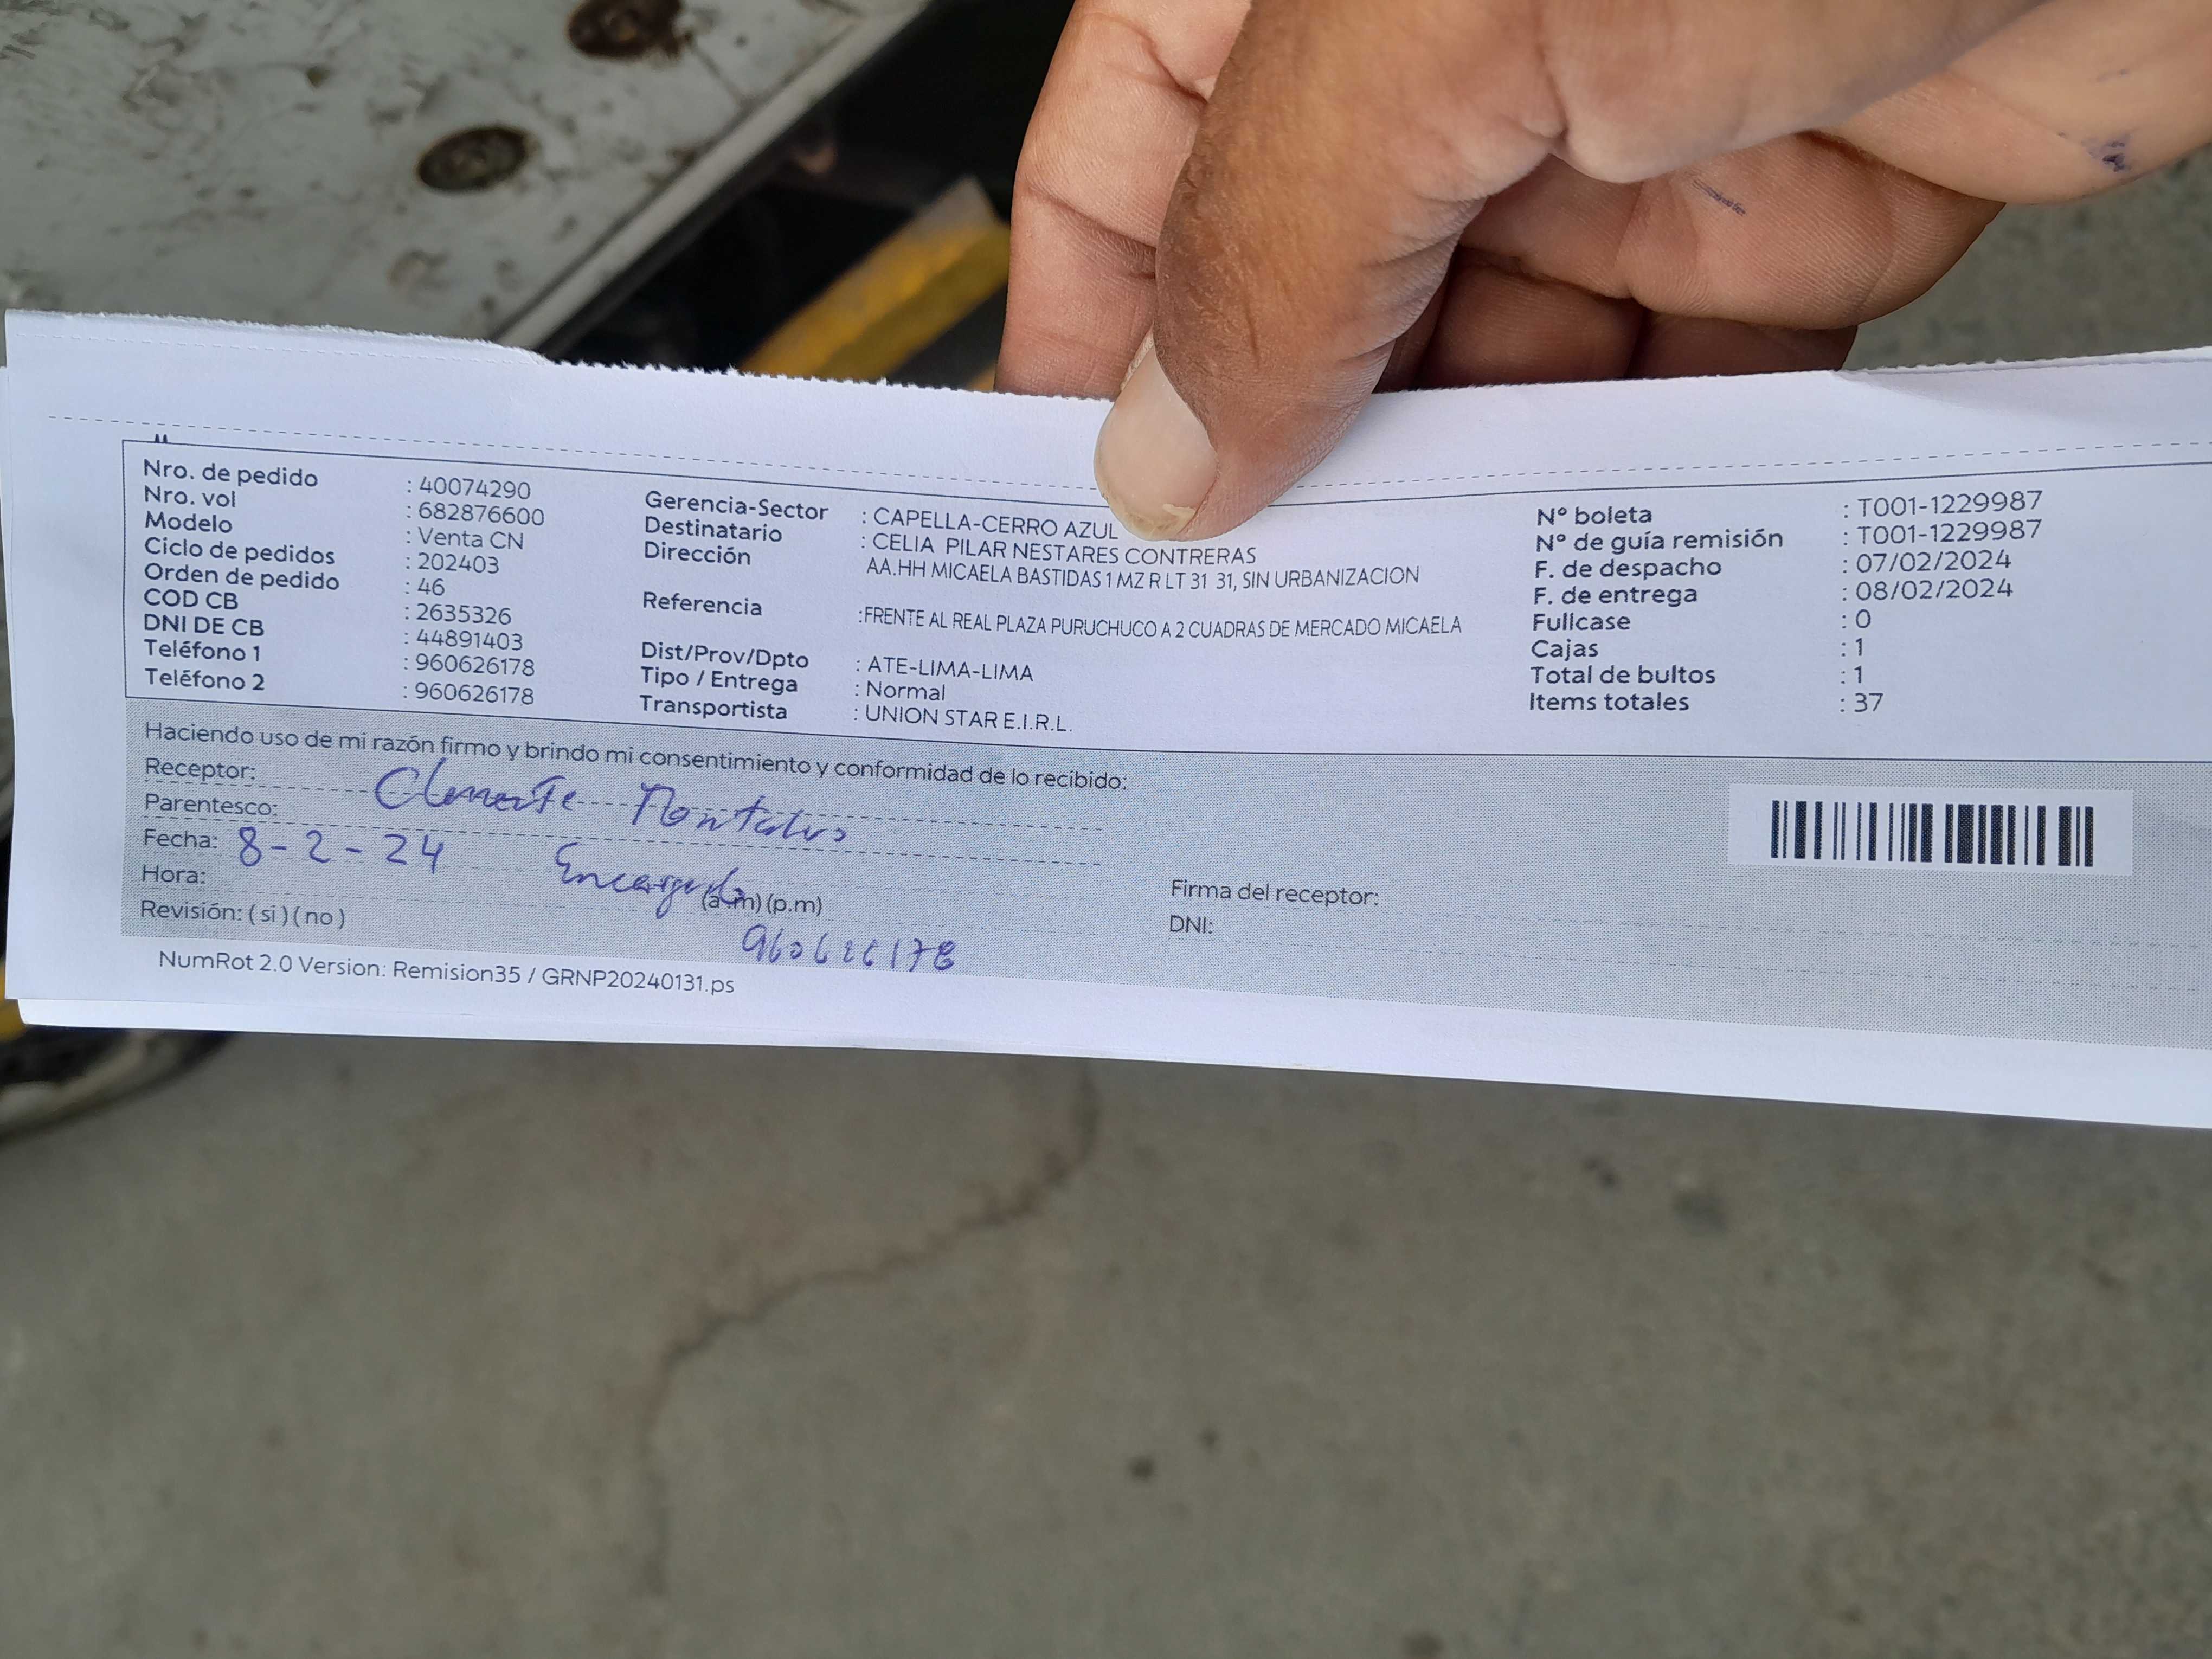 Nro. de pedido : 40074290
Nro. vol : 682876600
Modelo : Venta CN
Ciclo de pedidos : 202403
Orden de pedido : 46
COD CB : 2635326
DNI DE CB : 44891403
Teléfono 1 : 960626178
Teléfono 2 : 960626178
Gerencia-Sector : CAPELLA-CERRO AZUL
Destinatario : CELIA PILAR NESTARES CONTRERAS
Dirección AA.HH MICAELA BASTIDAS 1 MZ R LT 31 31, SIN URBANIZACION
Referencia :FRENTE AL REAL PLAZA PURUCHUCO A 2 CUADRAS DE MERCADO MICAELA
Dist/Prov/Dpto : ATE-LIMA-LIMA
Tipo / Entrega : Normal
Transportista : UNION STAR E.I.R.L.
N° boleta : T001-1229987
N° de guía remisión : T001-1229987
F. de despacho : 07/02/2024
F. de entrega : 08/02/2024
Fullcase : 0
Cajas : 1
Total de bultos : 1
Items totales : 37
Haciendo uso de mi razón firmo y brindo mi consentimiento y conformidad de lo recibido:
Receptor: Clemente
Parentesco:
Fecha: 8-2-24 Encargado
Hora: (a.m) (p.m)
Revisión: ( si ) ( no )
960626178
Firma del receptor:
DNI:
NumRot 2.0 Version: Remision35 / GRNP20240131.ps